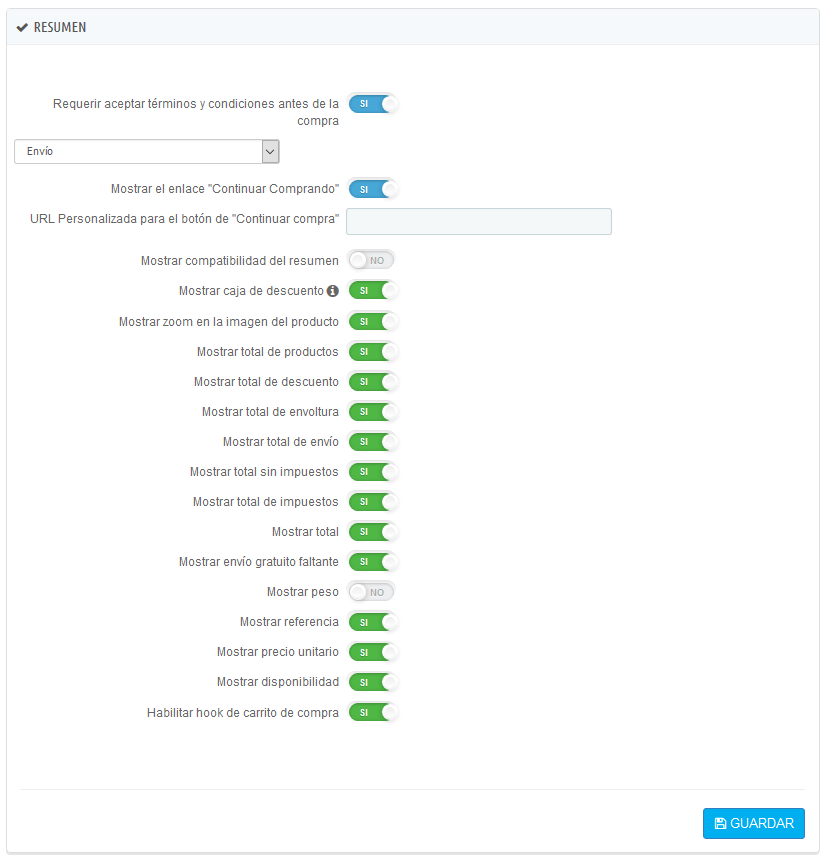 RESUMEN
Requerir aceptar términos y condiciones antes de la
compra
SI
Envío
Mostrar el enlace "Continuar Comprando"
SI
URL Personalizada para el botón de "Continuar compra"
Mostrar compatibilidad del resumen
NO
Mostrar caja de descuento
SI
Mostrar zoom en la imagen del producto
SI
Mostrar total de productos
SI
Mostrar total de descuento
SI
Mostrar total de envoltura
SI
Mostrar total de envío
SI
Mostrar total sin impuestos
SI
Mostrar total de impuestos
SI
Mostrar total
SI
Mostrar envío gratuito faltante
SI
Mostrar peso
NO
Mostrar referencia
SI
Mostrar precio unitario
SI
Mostrar disponibilidad
SI
Habilitar hook de carrito de compra
SI
GUARDAR